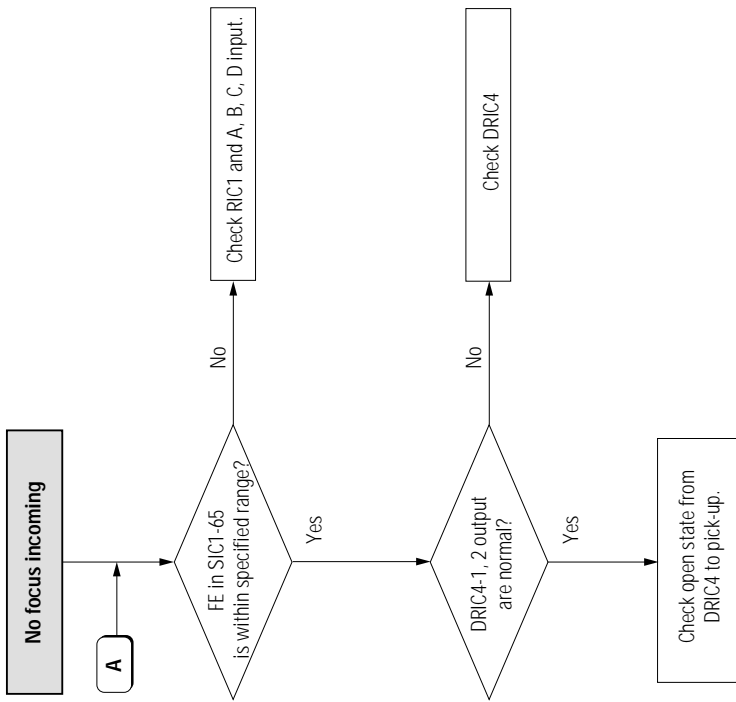 No focus incoming
A
FE in SIC1-65
is within specified range?
No
Check RIC1 and A, B, C, D input.
Yes
DRIC4-1, 2 output
are normal?
No
Check DRIC4
Yes
Check open state from
DRIC4 to pick-up.